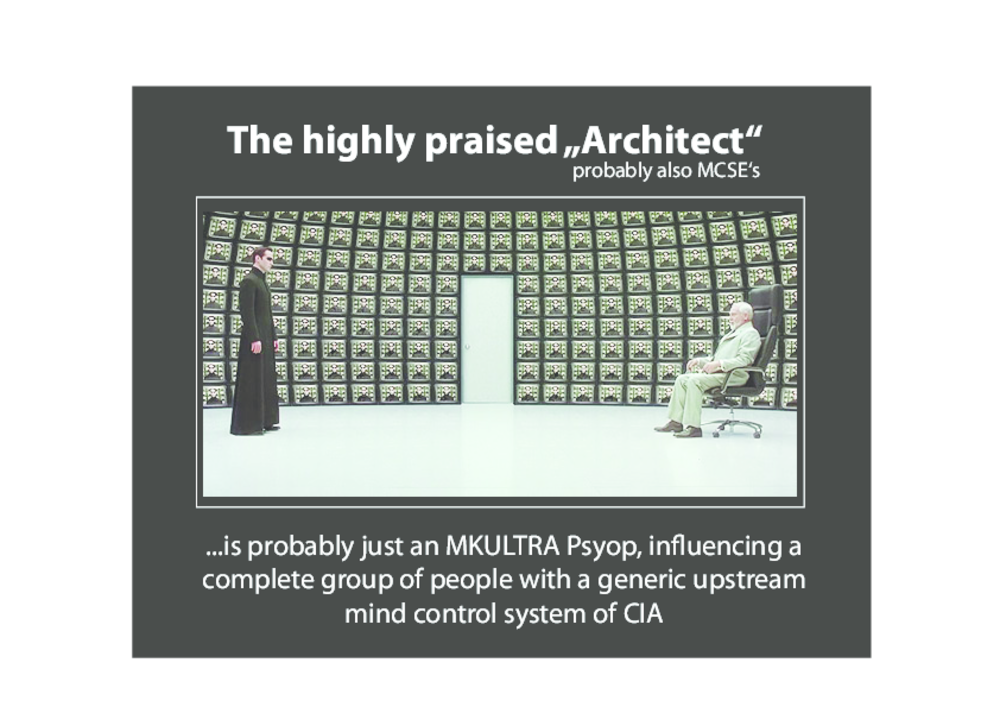 The highly praised „Architect“
probably also MCSE‘s
...is probably just an MKULTRA Psyop, influencing a
complete group of people with a generic upstream
mind control system of CIA